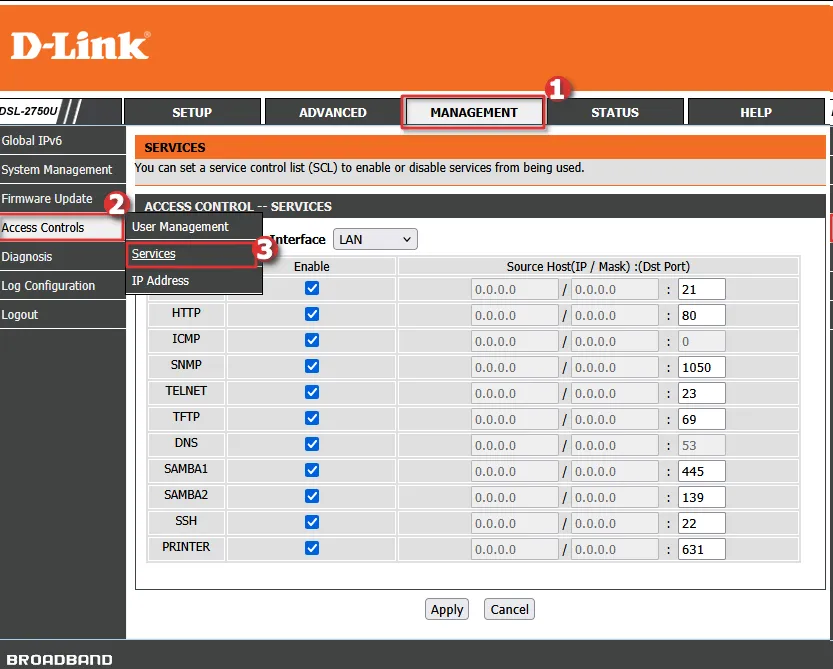 D-Link
1
DSL-2750U SETUP ADVANCED MANAGEMENT STATUS HELP
Global IPv6
System Management
Firmware Update
2
Access Controls
Diagnosis
Log Configuration
Logout
User Management
Services
3
IP Address
SERVICES
You can set a service control list (SCL) to enable or disable services from being used.
ACCESS CONTROL -- SERVICES
Interface LAN
Enable Source Host(IP / Mask) :(Dst Port)
0.0.0.0 / 0.0.0.0 : 21
HTTP 0.0.0.0 / 0.0.0.0 : 80
ICMP 0.0.0.0 / 0.0.0.0 : 0
SNMP 0.0.0.0 / 0.0.0.0 : 1050
TELNET 0.0.0.0 / 0.0.0.0 : 23
TFTP 0.0.0.0 / 0.0.0.0 : 69
DNS 0.0.0.0 / 0.0.0.0 : 53
SAMBA1 0.0.0.0 / 0.0.0.0 : 445
SAMBA2 0.0.0.0 / 0.0.0.0 : 139
SSH 0.0.0.0 / 0.0.0.0 : 22
PRINTER 0.0.0.0 / 0.0.0.0 : 631
Apply Cancel
BROADBAND